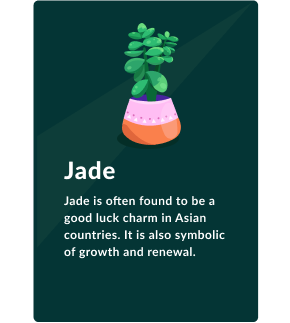 Jade
Jade is often found to be a
good luck charm in Asian
countries. It is also symbolic
of growth and renewal.